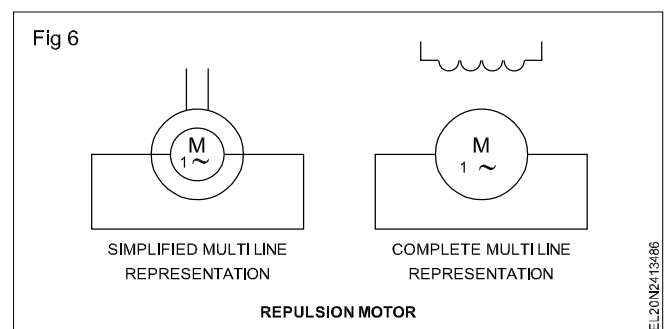 Fig 6
M
1 ~
M
1 ~
SIMPLIFIED MULTI LINE
REPRESENTATION
COMPLETE MULTI LINE
REPRESENTATION
REPULSION MOTOR
EL20N2413486